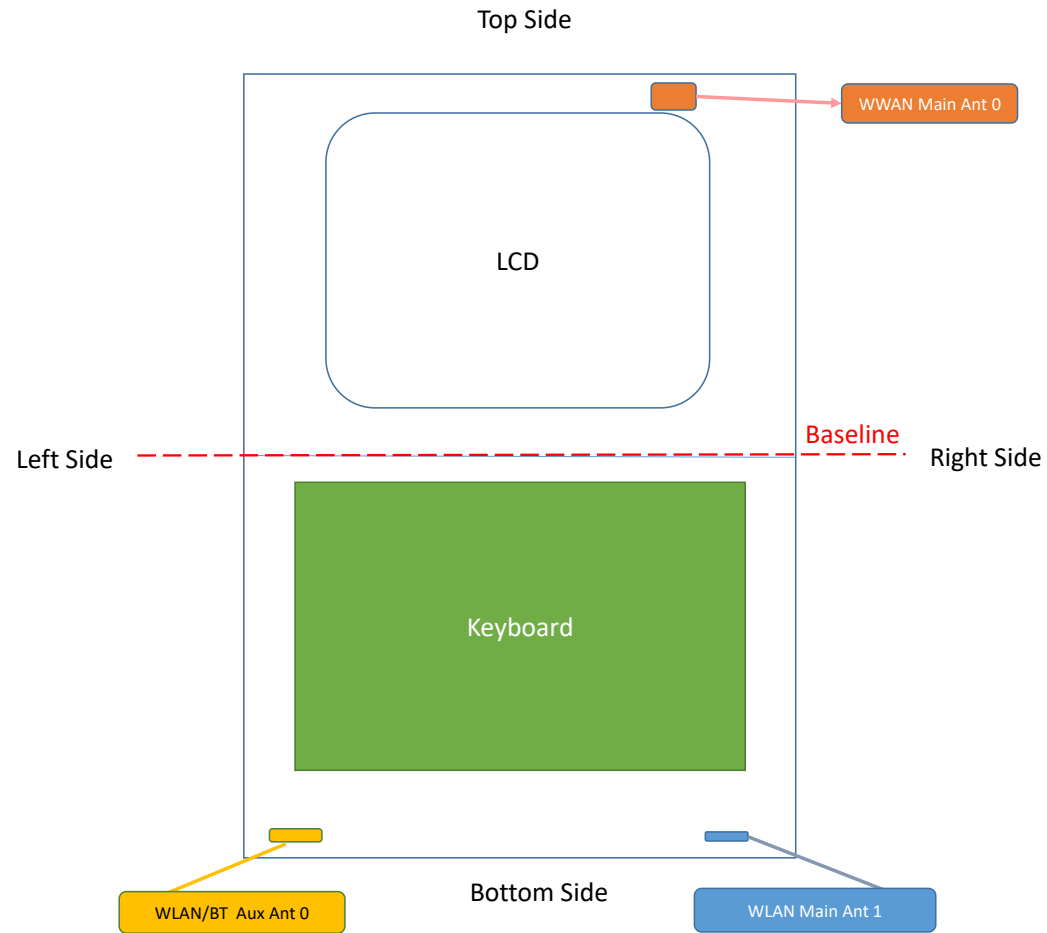 Top Side
WWAN Main Ant 0
LCD
Baseline
Left Side
Right Side
Keyboard
Bottom Side
WLAN/BT  Aux Ant 0
WLAN Main Ant 1